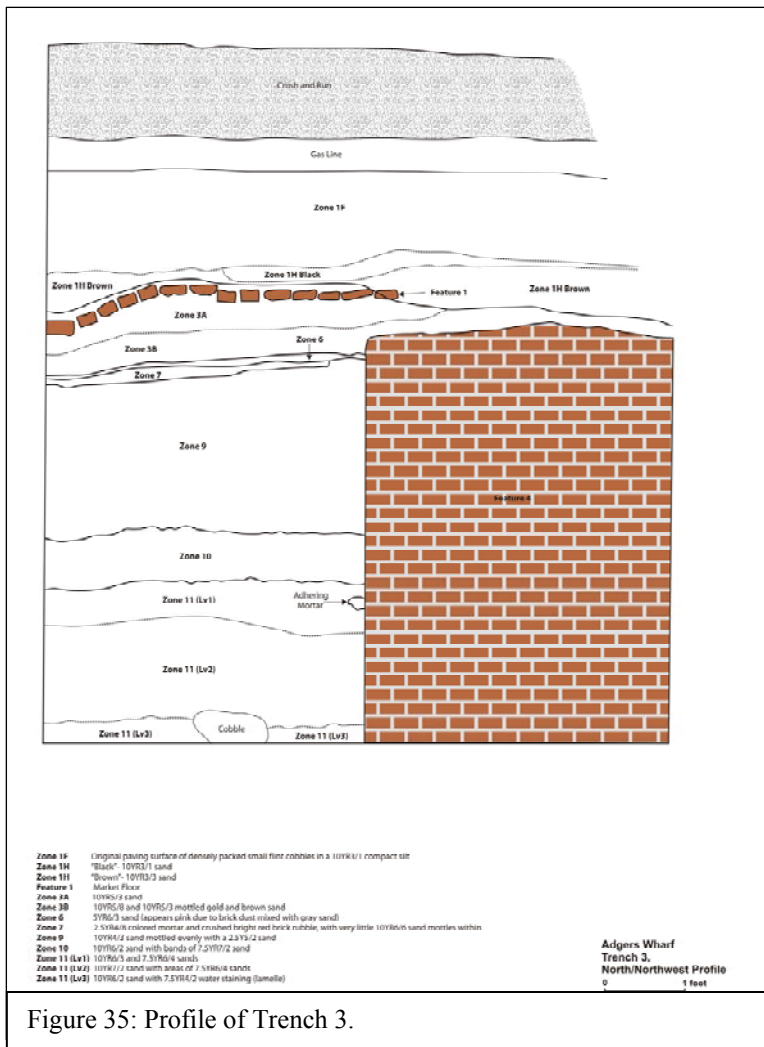 Crush and Run
Gas Line
Zone 1F
Zone 1H Black
Zone 1H Brown
Zone 1H Brown
Feature 1
Zone 3A
Zone 6
Zone 3B
Zone 7
Zone 9
Feature 4
Zone 10
Adhering
Mortar
Zone 11 (Lv1)
Zone 11 (Lv2)
Cobble
Zone 11 (Lv3)
Zone 11 (Lv3)
Zone 1F Original paving surface of densely packed small flint cobbles in a 10YR3/1 compact silt
Zone 1H "Black"- 10YR3/1 sand
Zone 1H "Brown"- 10YR3/3 sand
Feature 1 Market Floor
Zone 3A 10YR5/3 sand
Zone 3B 10YR5/8 and 10YR5/3 mottled gold and brown sand
Zone 6 5YR6/3 sand (appears pink due to brick dust mixed with gray sand)
Zone 7 2.5YR4/8 colored mortar and crushed bright red brick rubble, with very little 10YR6/6 sand mottles within
Zone 9 10YR4/3 sand mottled evenly with a 2.5Y5/2 sand
Zone 10 10YR6/2 sand with bands of 7.5YR7/2 sand
Zone 11 (Lv1) 10YR6/3 and 7.5YR6/4 sands
Zone 11 (Lv2) 10YR7/2 sand with areas of 7.5YR6/4 sands
Zone 11 (Lv3) 10YR6/2 sand with 7.5YR4/2 water staining (lamelle)
Adgers Wharf
Trench 3,
North/Northwest Profile
0 1 foot
Figure 35: Profile of Trench 3.